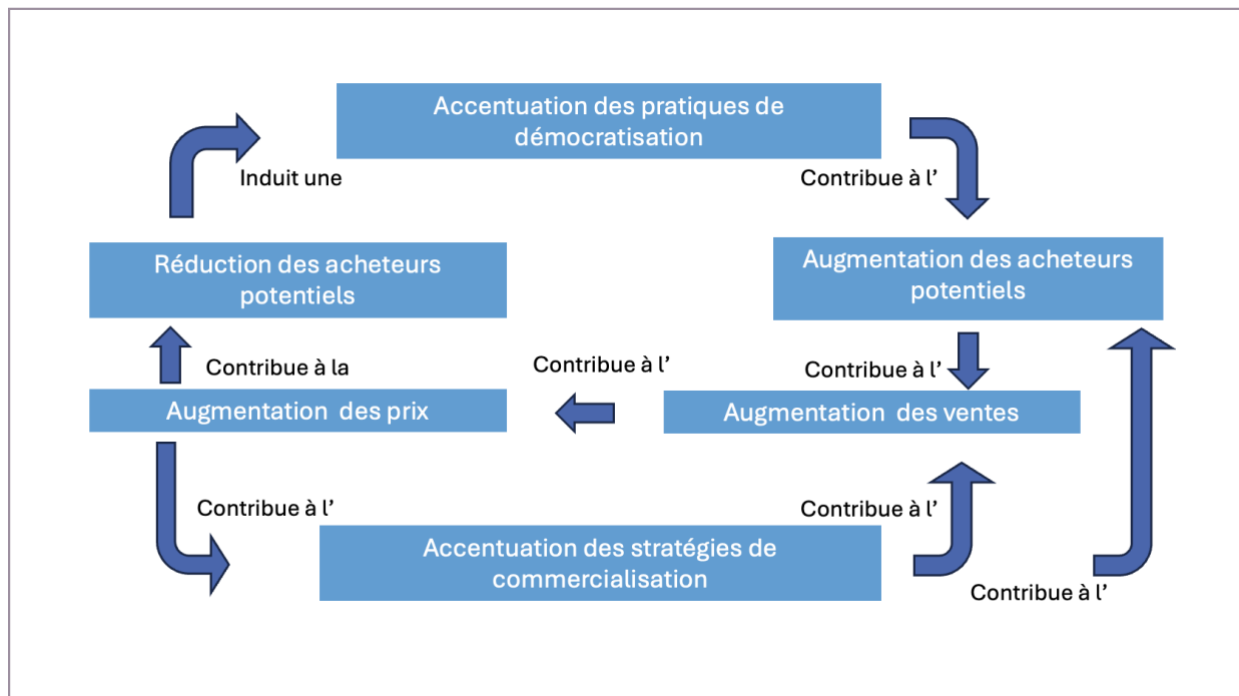 Accentuation des pratiques de
démocratisation
Induit une
Contribue à l’
Réduction des acheteurs
potentiels
Augmentation des acheteurs
potentiels
Contribue à la
Contribue à l’
Contribue à l’
Augmentation des prix
Augmentation des ventes
Contribue à l’
Contribue à l’
Accentuation des stratégies de
commercialisation
Contribue à l’